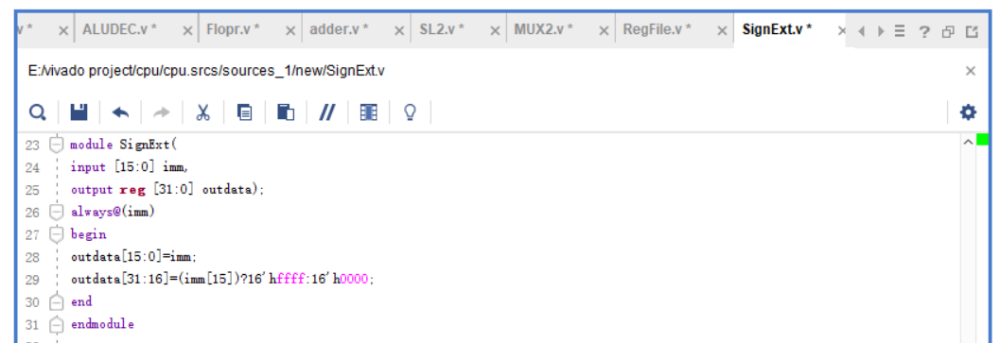 v * ALUDEC.v * Flopr.v * adder.v * SL2.v * MUX2.v * RegFile.v * SignExt.v *
E:/vivado project/cpu/cpu.srcs/sources_1/new/SignExt.v
23 module SignExt(
24 input [15:0] imm,
25 output reg [31:0] outdata);
26 always@(imm)
27 begin
28 outdata[15:0]=imm;
29 outdata[31:16]=(imm[15])?16'hffff:16'h0000;
30 end
31 endmodule